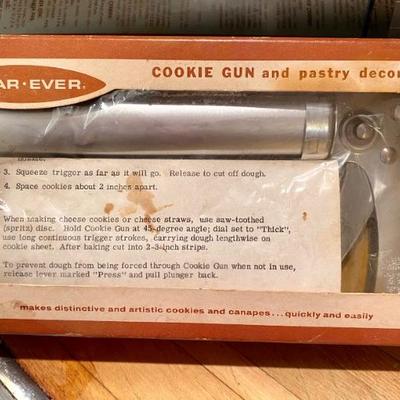 AR·EVER®
COOKIE GUN and pastry decor
3. Squeeze trigger as far as it will go. Release to cut off dough.
4. Space cookies about 2 inches apart.
When making cheese cookies or cheese straws, use saw-toothed
(spritz) disc. Hold Cookie Gun at 45-degree angle; dial set to "Thick",
use long continuous trigger strokes, carrying dough lengthwise on
cookie sheet. After baking cut into 2-3-inch strips.
To prevent dough from being forced through Cookie Gun when not in use,
release lever marked "Press" and pull plunger back.
makes distinctive and artistic cookies and canapes...quickly and easily